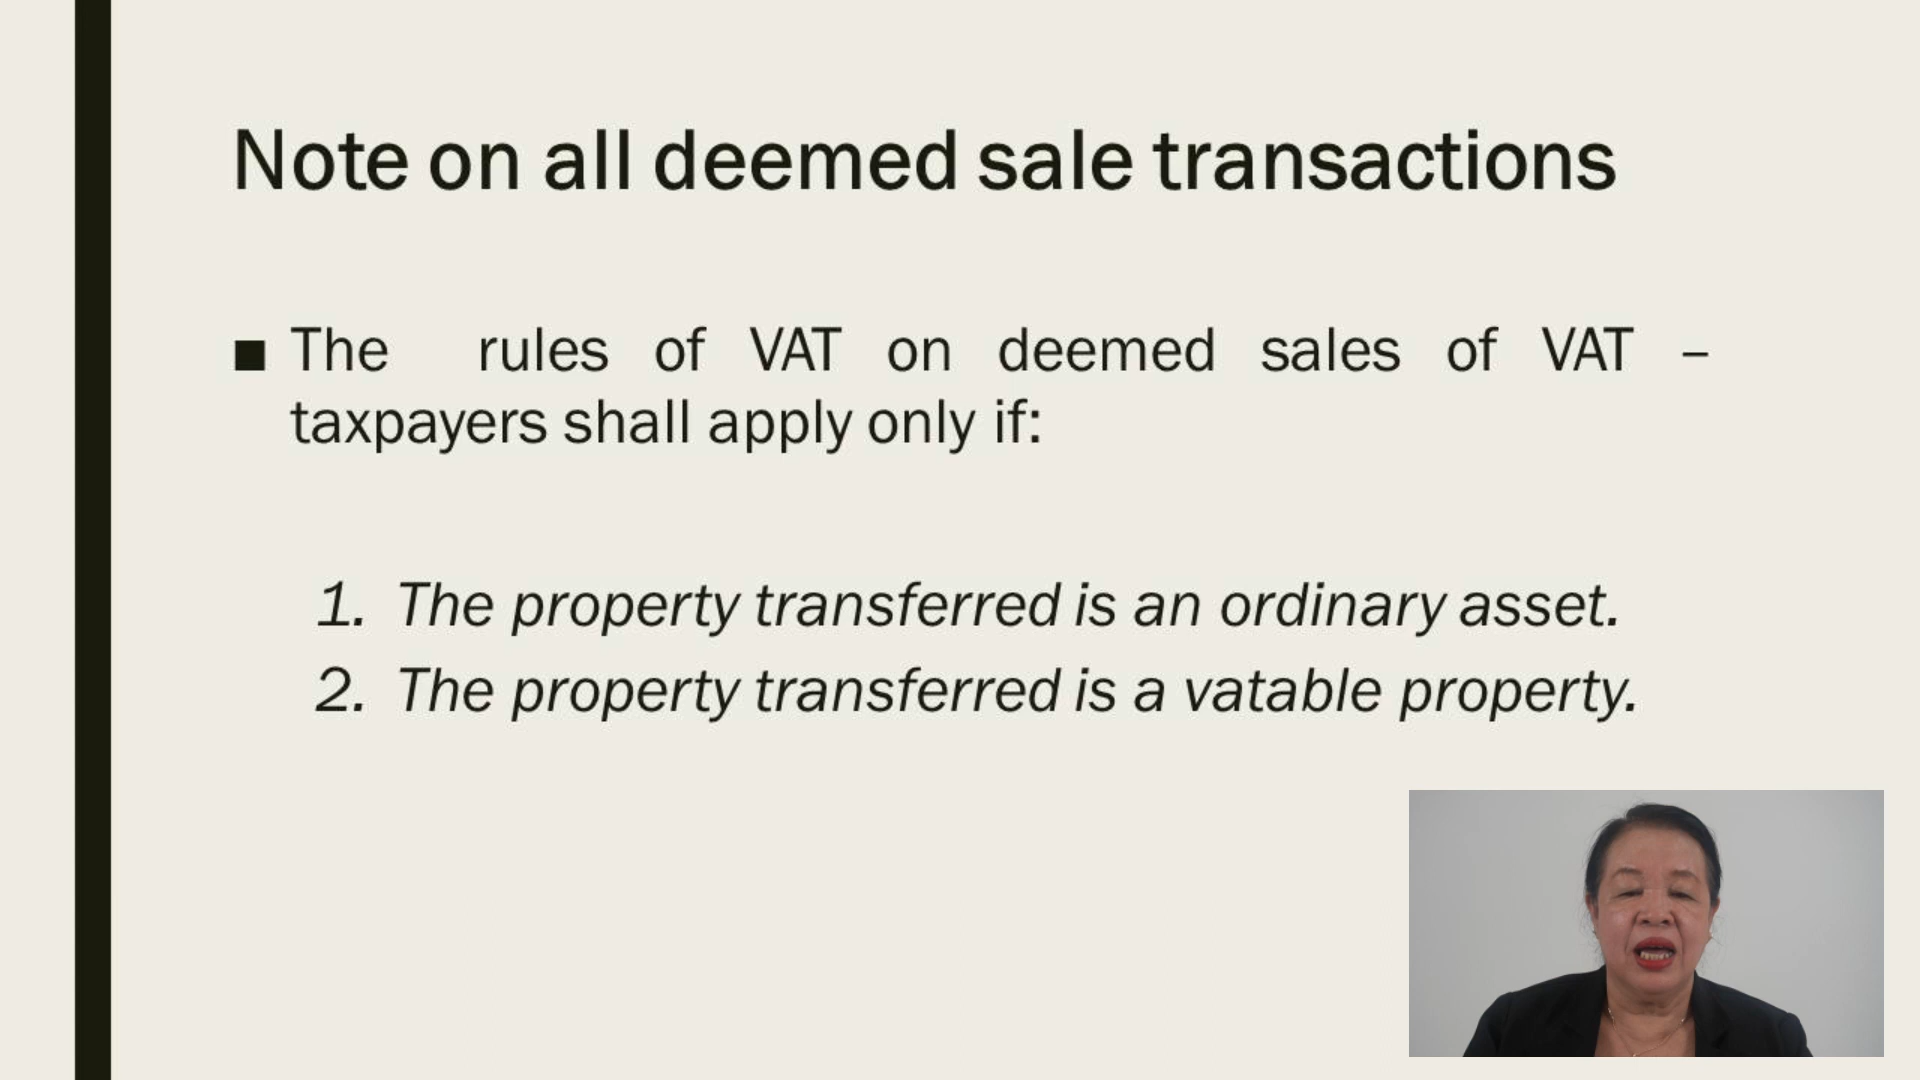 Note on all deemed sale transactions
■ The rules of VAT on deemed sales of VAT –
taxpayers shall apply only if:
1. The property transferred is an ordinary asset.
2. The property transferred is a vatable property.